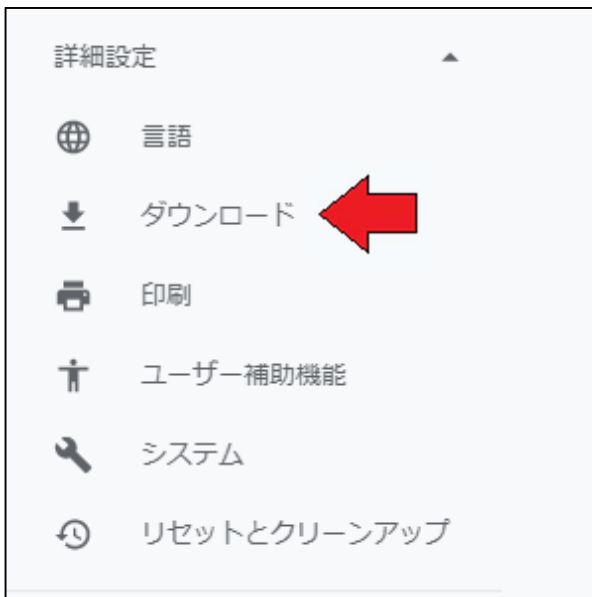 詳細設定
言語
ダウンロード
印刷
ユーザー補助機能
システム
リセットとクリーンアップ